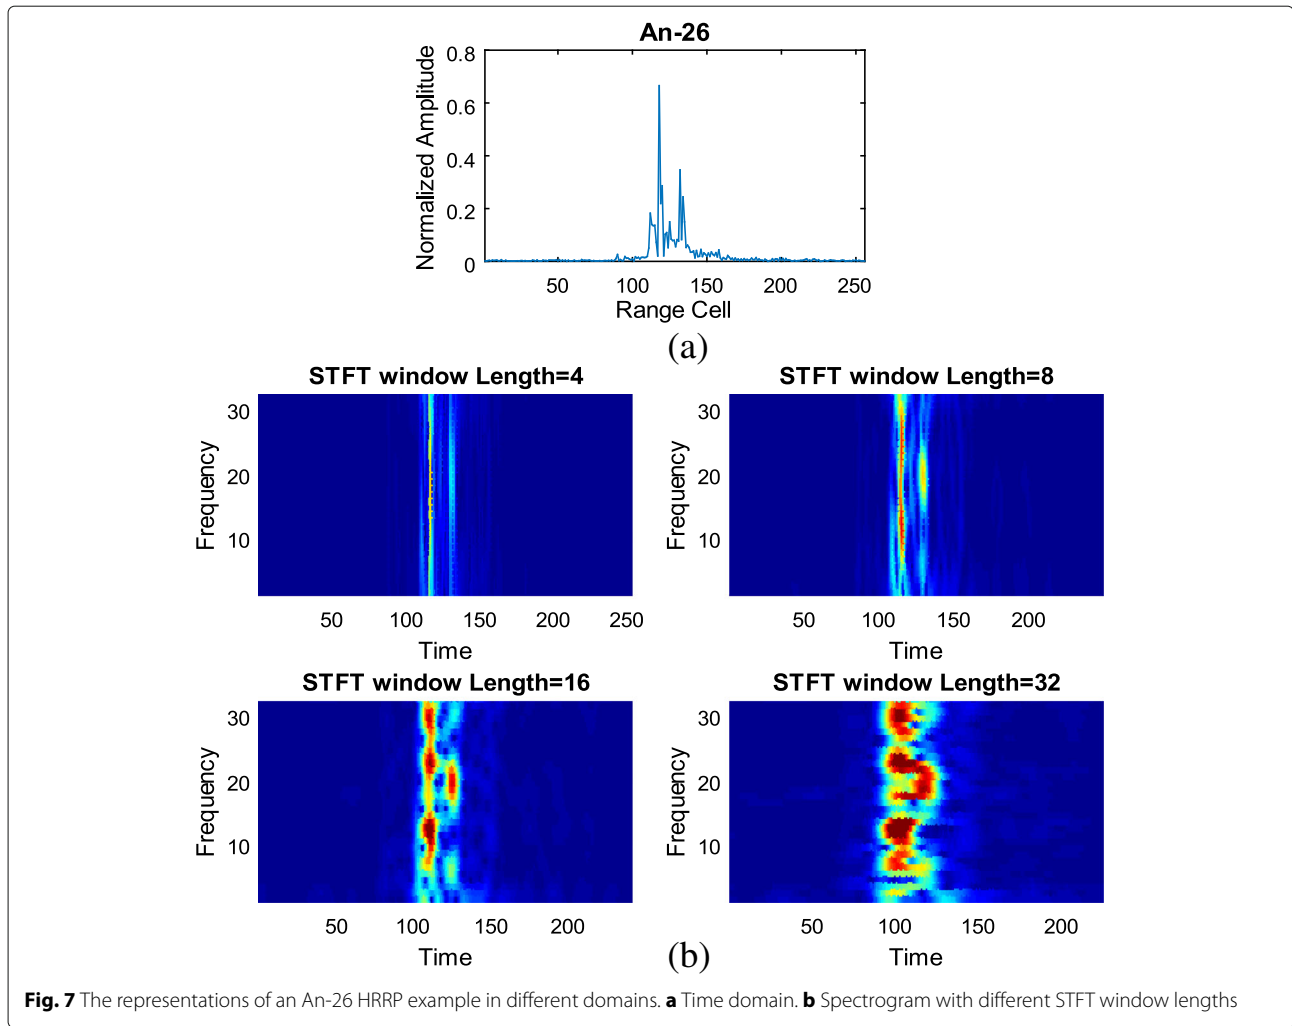 An-26
0.8
0.6
0.4
0.2
0
Normalized Amplitude
50 100 150 200 250
Range Cell
(a)
STFT window Length=4
30
20
10
Frequency
50 100 150 200 250
Time
STFT window Length=8
30
20
10
Frequency
50 100 150 200
Time
STFT window Length=16
30
20
10
Frequency
50 100 150 200
Time
STFT window Length=32
30
20
10
Frequency
50 100 150 200
Time
(b)
Fig. 7 The representations of an An-26 HRRP example in different domains. a Time domain. b Spectrogram with different STFT window lengths